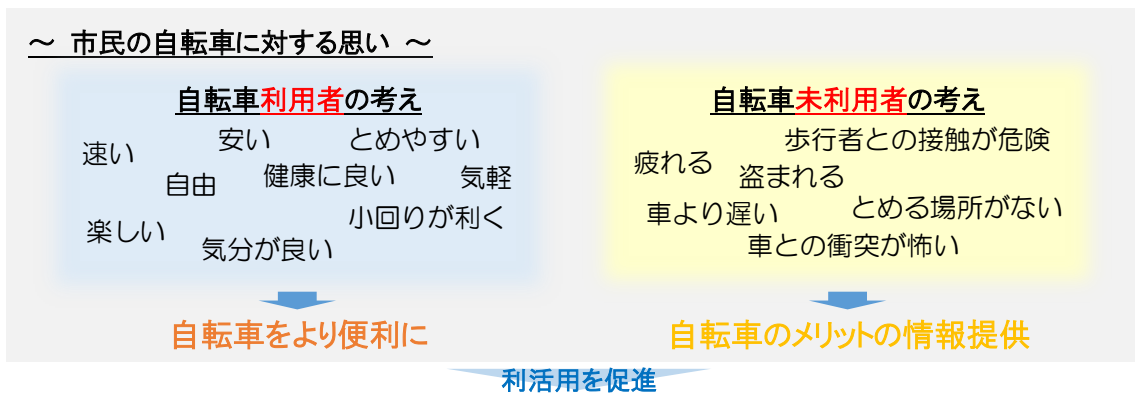 ～ 市民の自転車に対する思い ～
自転車利用者の考え
速い
安い
とめやすい
自由
健康に良い
気軽
楽しい
気分が良い
小回りが利く
自転車をより便利に
自転車未利用者の考え
疲れる
歩行者との接触が危険
盗まれる
車より遅い
とめる場所がない
車との衝突が怖い
自転車のメリットの情報提供
利活用を促進